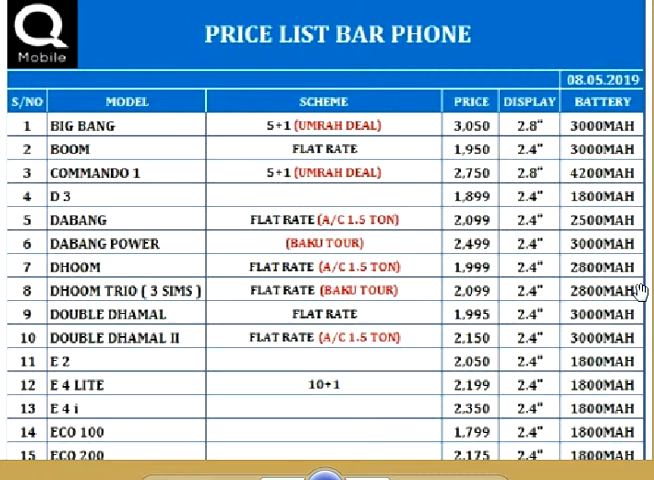 Q
Mobile
PRICE LIST BAR PHONE
08.05.2019
S/NO MODEL SCHEME PRICE DISPLAY BATTERY
1 BIG BANG 5+1 (UMRAH DEAL) 3,050 2.8" 3000MAH
2 BOOM FLAT RATE 1,950 2.4" 3000MAH
3 COMMANDO 1 5+1 (UMRAH DEAL) 2,750 2.8" 4200MAH
4 D 3 1,899 2.4" 1800MAH
5 DABANG FLAT RATE (A/C 1.5 TON) 2,099 2.4" 2500MAH
6 DABANG POWER (BAKU TOUR) 2,499 2.4" 3000MAH
7 DHOOM FLAT RATE (A/C 1.5 TON) 1,999 2.4" 2800MAH
8 DHOOM TRIO ( 3 SIMS ) FLAT RATE (BAKU TOUR) 2,099 2.4" 2800MAH
9 DOUBLE DHAMAL FLAT RATE 1,995 2.4" 3000MAH
10 DOUBLE DHAMAL II FLAT RATE (A/C 1.5 TON) 2,150 2.4" 3000MAH
11 E 2 2,050 2.4" 1800MAH
12 E 4 LITE 10+1 2,199 2.4" 1800MAH
13 E 4 i 2,350 2.4" 1800MAH
14 ECO 100 1,799 2.4" 1800MAH
15 ECO 200 2,175 2.4" 1800MAH